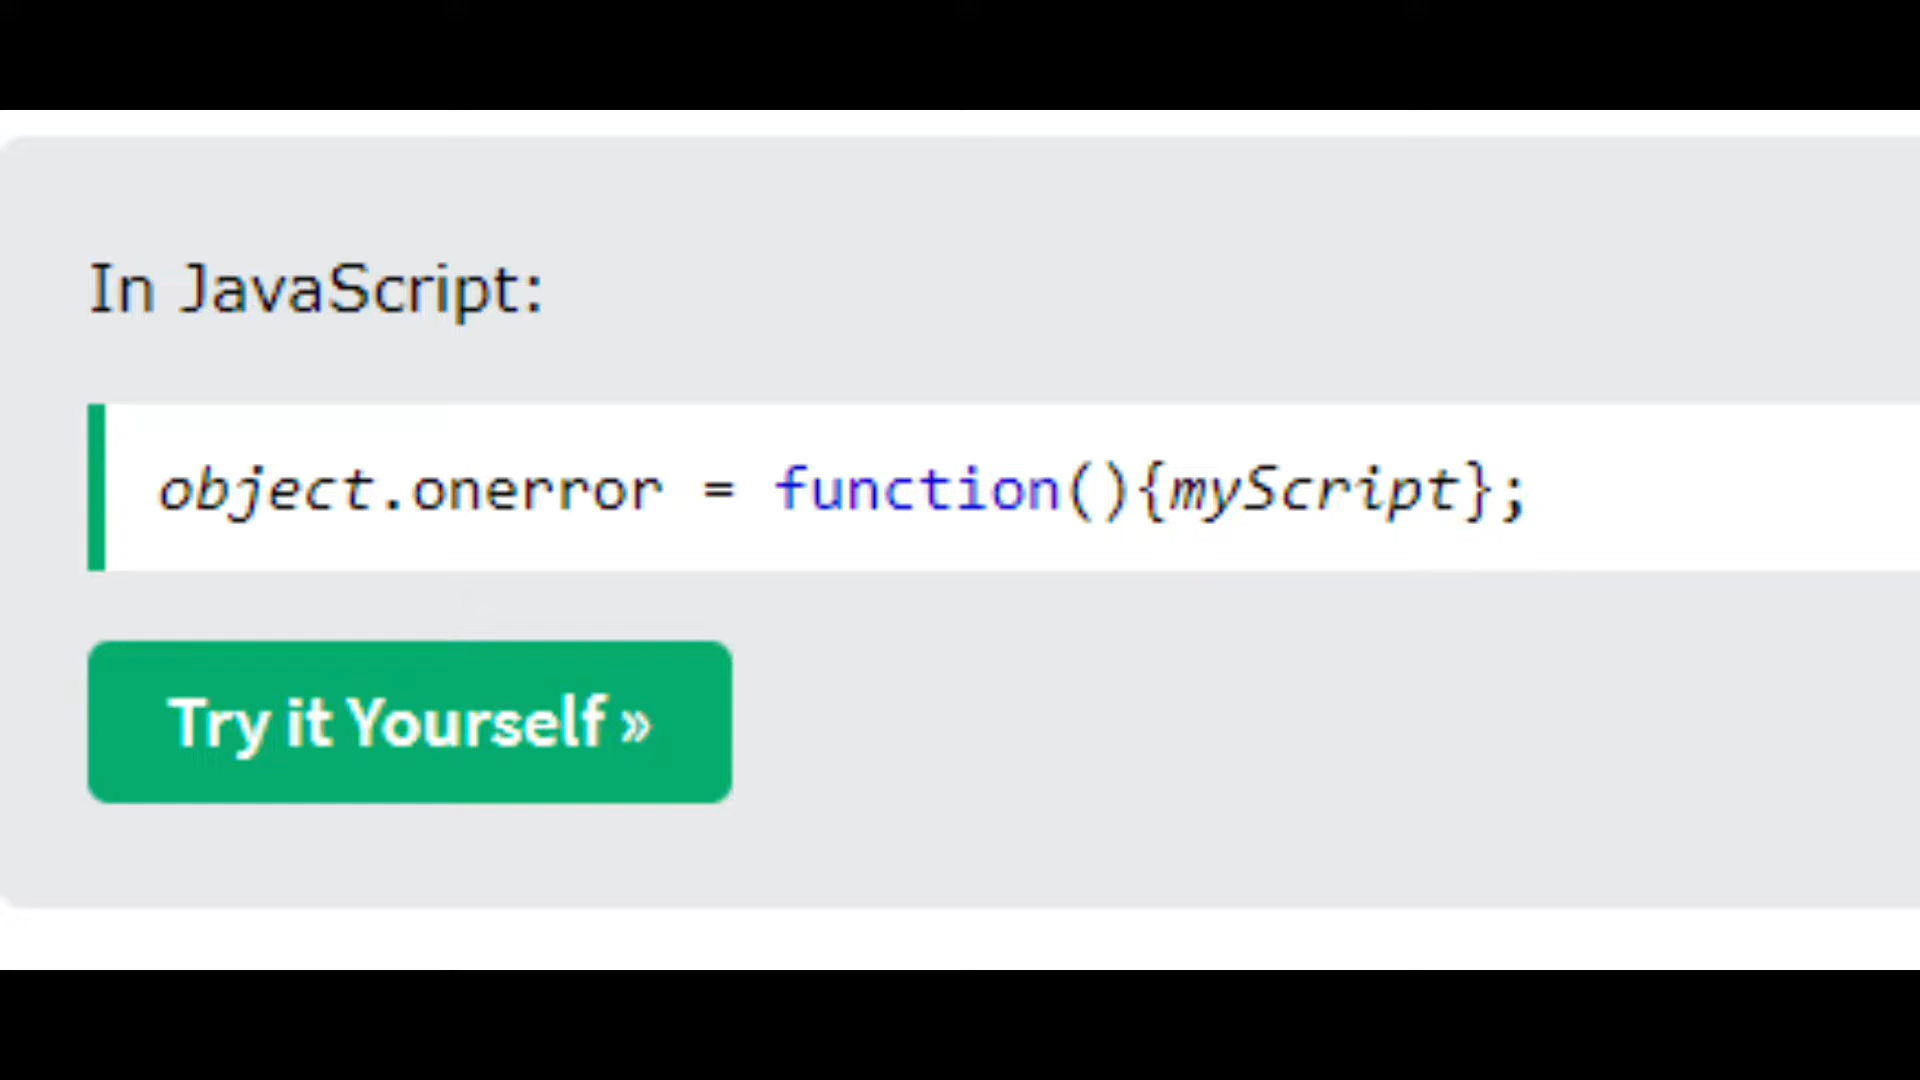 In JavaScript:
object.onerror = function(){myScript};
Try it Yourself »